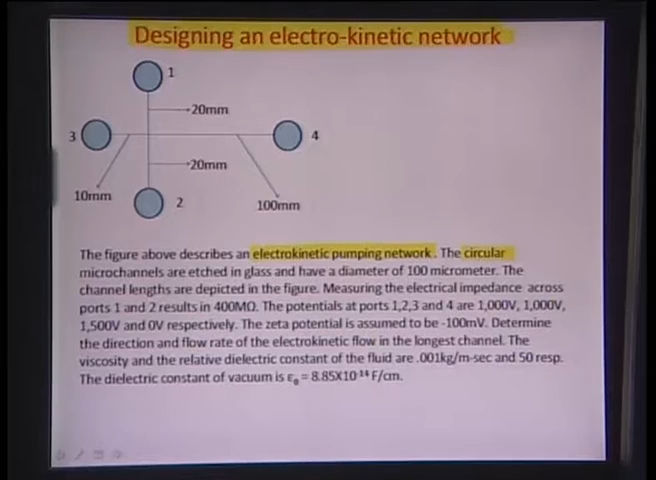 Designing an electro-kinetic network
1
20mm
3
4
20mm
10mm
2
100mm
The figure above describes an electrokinetic pumping network. The circular
microchannels are etched in glass and have a diameter of 100 micrometer. The
channel lengths are depicted in the figure. Measuring the electrical impedance across
ports 1 and 2 results in 400MΩ. The potentials at ports 1,2,3 and 4 are 1,000V, 1,000V,
1,500V and 0V respectively. The zeta potential is assumed to be -100mV. Determine
the direction and flow rate of the electrokinetic flow in the longest channel. The
viscosity and the relative dielectric constant of the fluid are .001kg/m-sec and 50 resp.
The dielectric constant of vacuum is ε₀ = 8.85X10⁻¹⁴ F/cm.